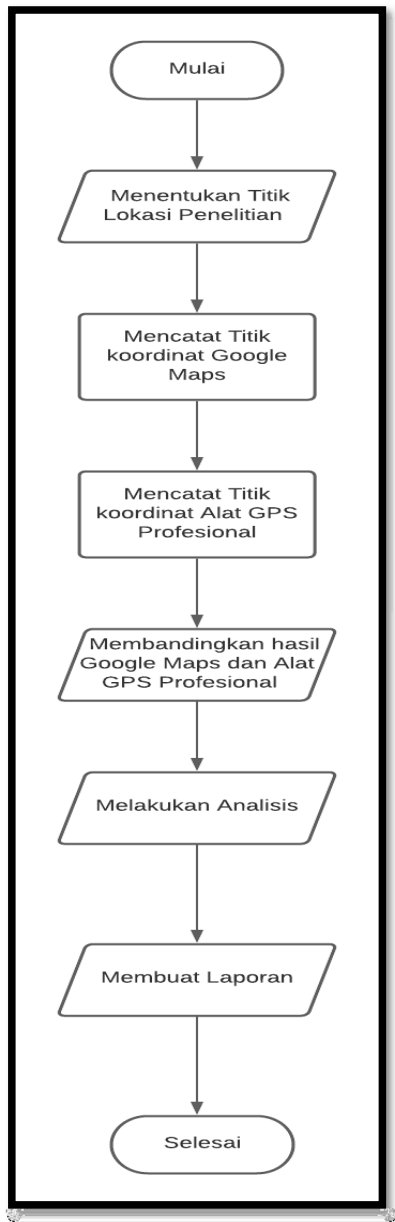 Mulai
Menentukan Titik
Lokasi Penelitian
Mencatat Titik
koordinat Google
Maps
Mencatat Titik
koordinat Alat GPS
Profesional
Membandingkan hasil
Google Maps dan Alat
GPS Profesional
Melakukan Analisis
Membuat Laporan
Selesai